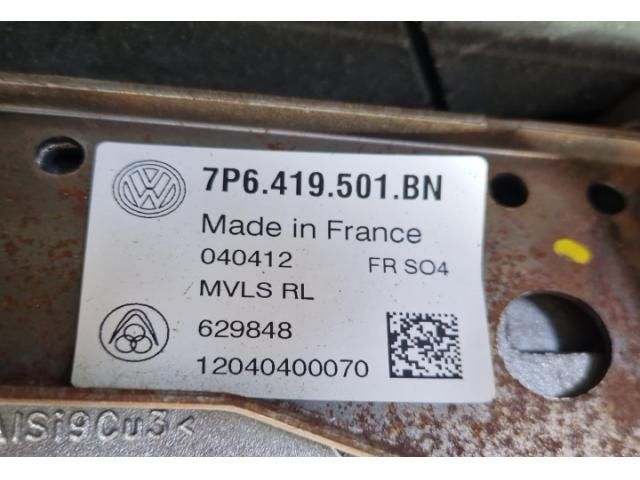 7P6.419.501.BN
Made in France
040412 FR SO4
MVLS RL
629848
12040400070
AlSi9Cu3<